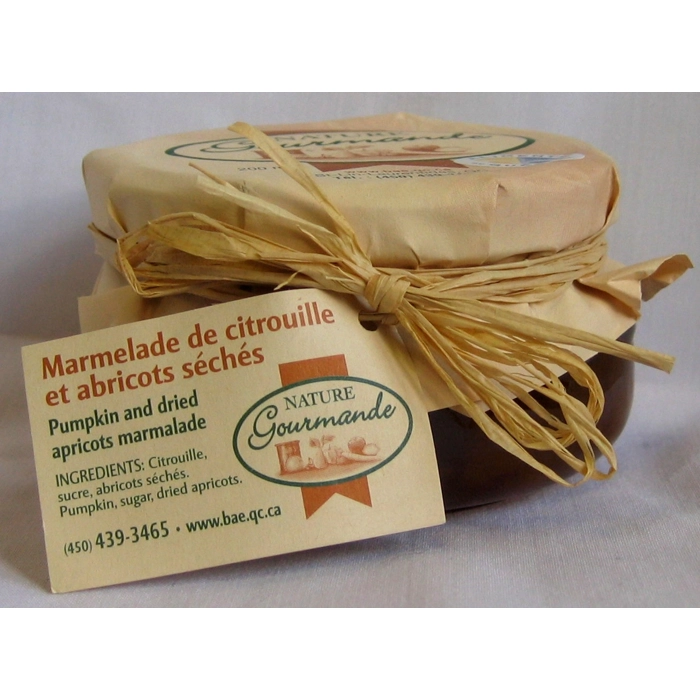 NATURE
Gourmande
200 m
Marmelade de citrouille
et abricots séchés
Pumpkin and dried
apricots marmalade
INGREDIENTS: Citrouille,
sucre, abricots séchés.
Pumpkin, sugar, dried apricots.
(450) 439-3465 • www.bae.qc.ca
NATURE
Gourmande